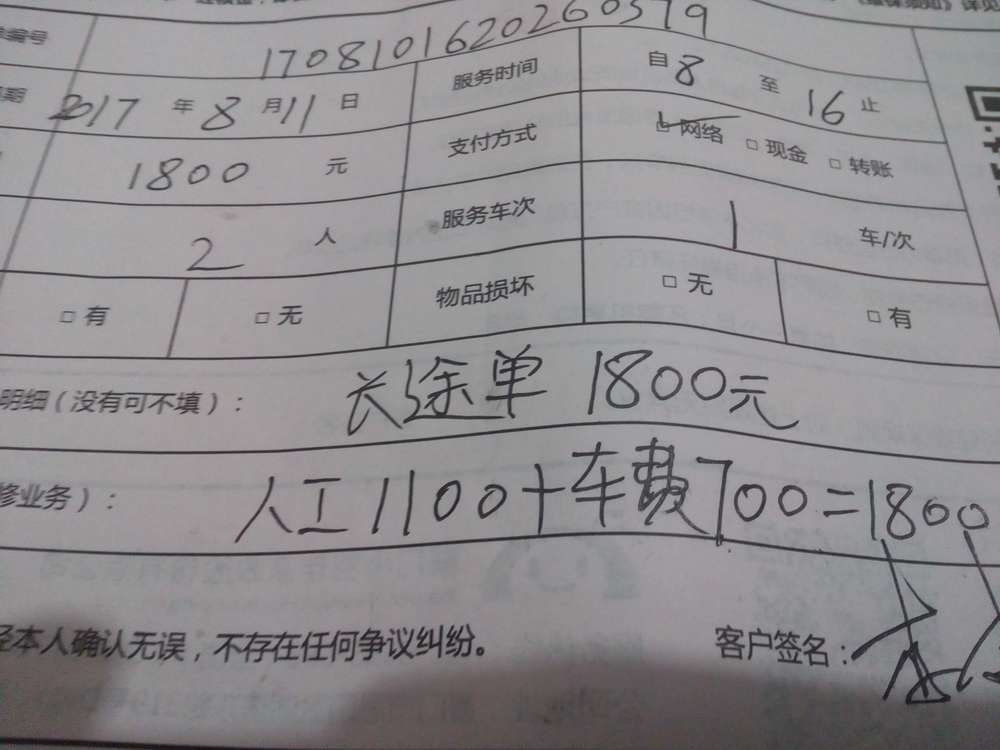 编号 17081016202260579
期 2017 年 8 月 11 日 服务时间 自 8 至 16 止
1800 元 支付方式 □ 网络 □ 现金 □ 转账
2 人 服务车次 1 车/次
□ 有 □ 无 物品损坏 □ 无 □ 有
明细（没有可不填）： 长途单 1800元
修业务）： 人工1100+车费700=1800
本人确认无误，不存在任何争议纠纷。 客户签名：